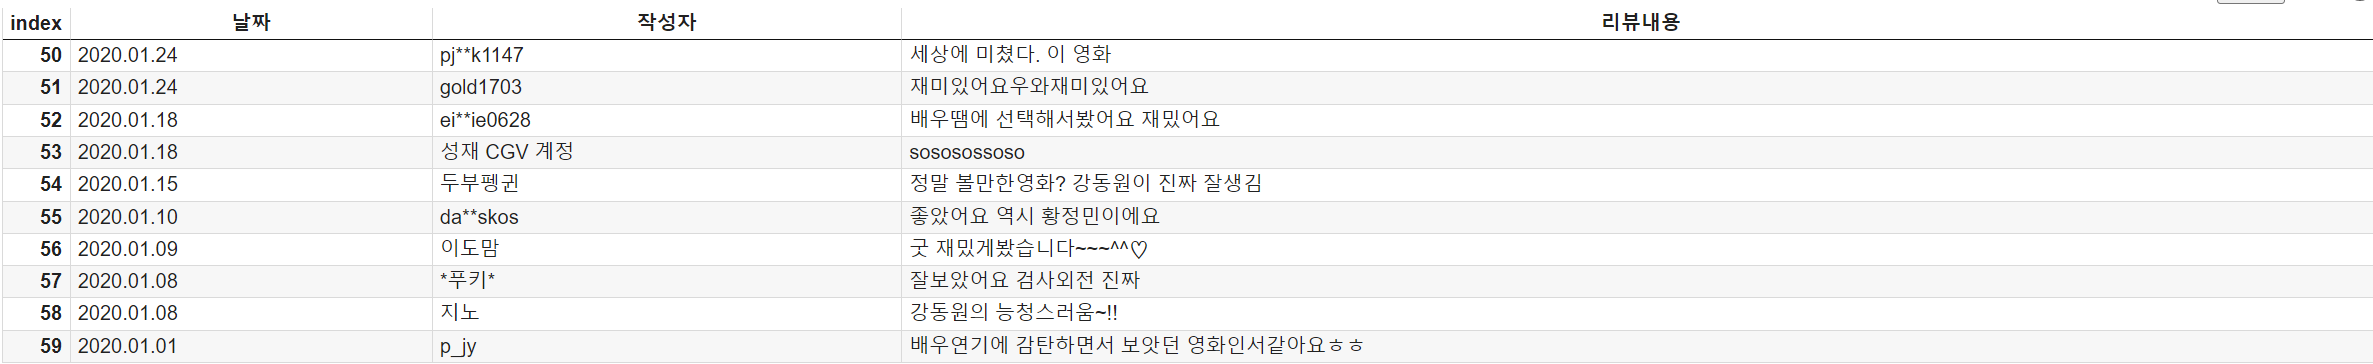 index 날짜 작성자 리뷰내용
50 2020.01.24 pj**k1147 세상에 미쳤다. 이 영화
51 2020.01.24 gold1703 재미있어요우와재미있어요
52 2020.01.18 ei**ie0628 배우땜에 선택해서봤어요 재밌어요
53 2020.01.18 성재 CGV 계정 sososossoso
54 2020.01.15 두부펭귄 정말 볼만한영화? 강동원이 진짜 잘생김
55 2020.01.10 da**skos 좋았어요 역시 황정민이에요
56 2020.01.09 이도맘 굿 재밌게봤습니다~~~^^♡
57 2020.01.08 *푸키* 잘보았어요 검사외전 진짜
58 2020.01.08 지노 강동원의 능청스러움~!!
59 2020.01.01 p_jy 배우연기에 감탄하면서 보앗던 영화인서같아요ㅎㅎ